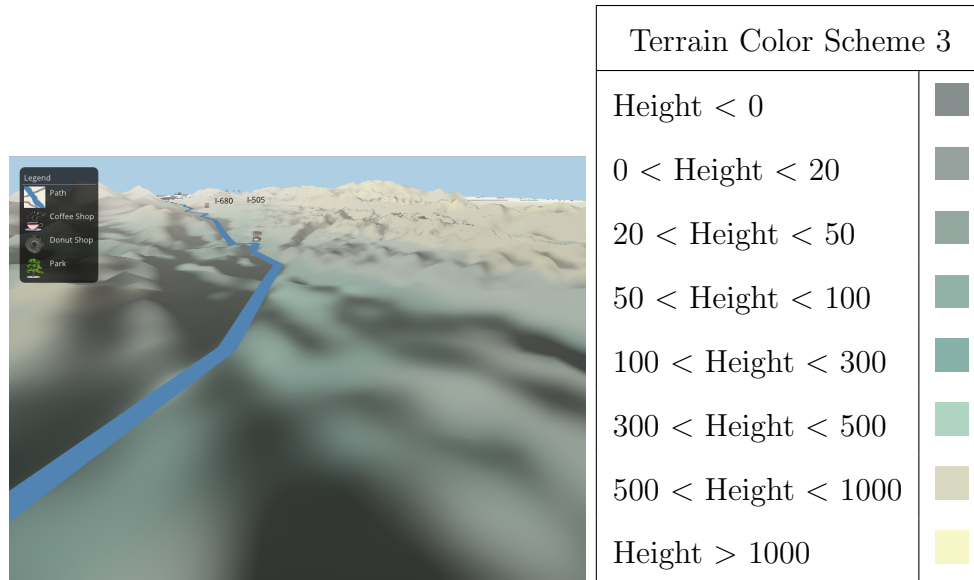 Legend
Path
Coffee Shop
Donut Shop
Park
I-680 I-505
Terrain Color Scheme 3
Height < 0
0 < Height < 20
20 < Height < 50
50 < Height < 100
100 < Height < 300
300 < Height < 500
500 < Height < 1000
Height > 1000